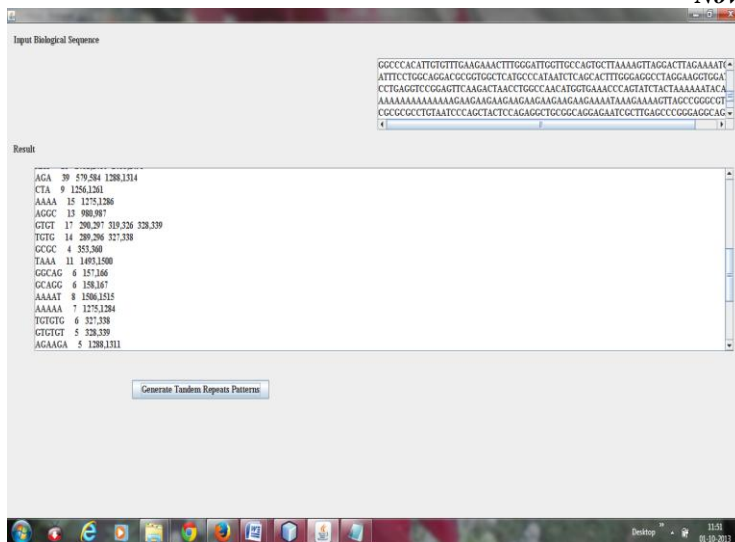 Input Biological Sequence
GGCCCACATTGTGTTTGAAGAAACTTTGGGATTGGTTGCCAGTGCTTAAAAGTTAGGACTTAGAAAAT
ATTTCCTGGCAGGACGCGGTGGCTCATGCCCATAATCTCAGCACTTTGGGAGGCCTAGGAAGGTGGA
CCTGAGGTCCGGAGTTCAAGACTAACCTGGCCAACATGGTGAAACCCAGTATCTACTAAAAAATACA
AAAAAAAAAAAAAGAAGAAGAAGAAGAAGAAGAAGAAGAAAATAAAGAAAAGTTAGCCGGGCGT
CGCGCGCCTGTAATCCCAGCTACTCCAGAGGCTGCGGCAGGAGAATCGCTTGAGCCCGGGAGGCAG
Result
AGA 39 579,584 1288,1314
CTA 9 1256,1261
AAAA 15 1275,1286
AGGC 13 980,987
GTGT 17 290,297 319,326 328,339
TGTG 14 289,296 327,338
GCGC 4 353,360
TAAA 11 1493,1500
GGCAG 6 157,166
GCAGG 6 158,167
AAAAT 8 1506,1515
AAAAA 7 1275,1284
TGTGTG 6 327,338
GTGTGT 5 328,339
AGAAGA 5 1288,1311
Generate Tandem Repeats Patterns
Desktop
11:51
01-10-2013